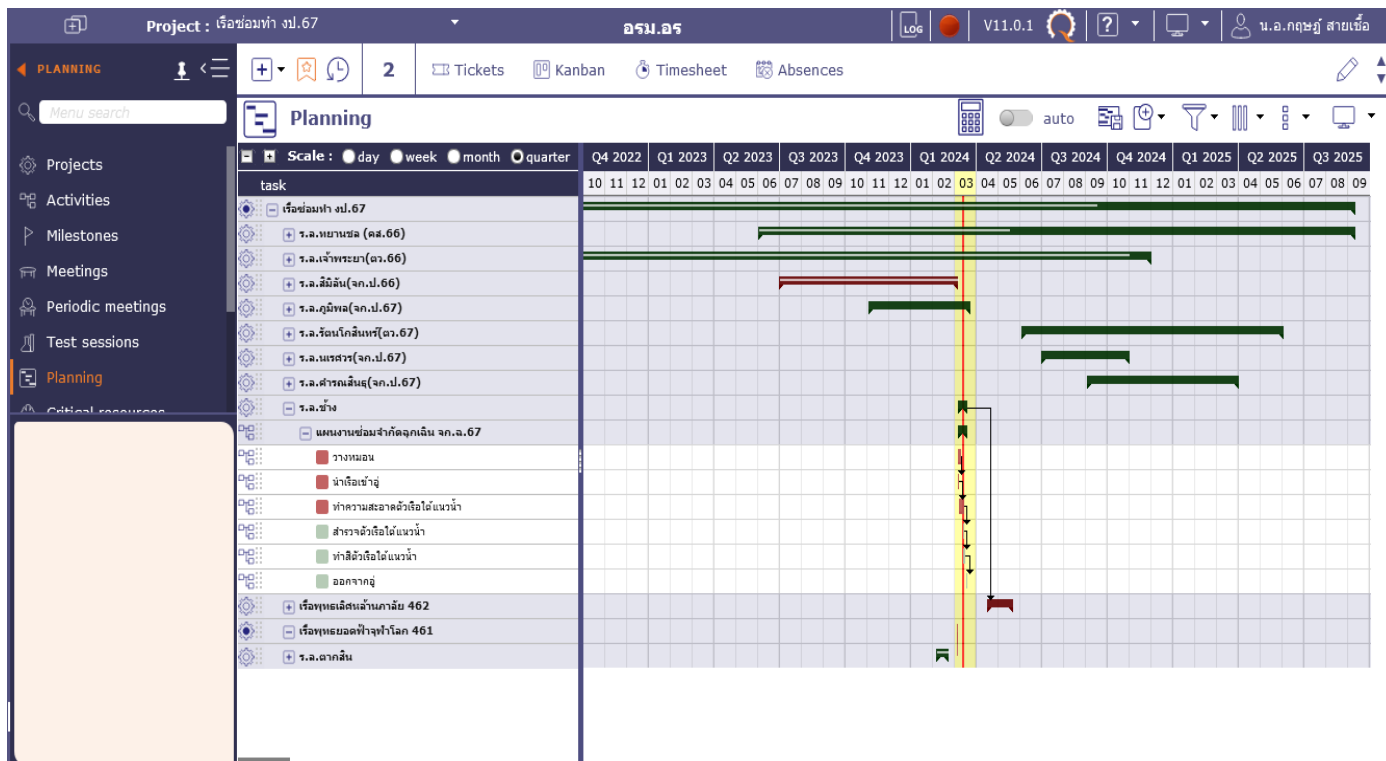 Project : เรือซ่อมทำ งป.67
อรม.อร
LOG
V11.0.1
?
น.อ.กฤษฎ์ สายเชื้อ
PLANNING
2
Tickets
Kanban
Timesheet
Absences
Menu search
Planning
auto
Projects
Activities
Milestones
Meetings
Periodic meetings
Test sessions
Planning
Critical resources
Scale : day week month quarter
Q4 2022 Q1 2023 Q2 2023 Q3 2023 Q4 2023 Q1 2024 Q2 2024 Q3 2024 Q4 2024 Q1 2025 Q2 2025 Q3 2025
task
10 11 12 01 02 03 04 05 06 07 08 09 10 11 12 01 02 03 04 05 06 07 08 09 10 11 12 01 02 03 04 05 06 07 08 09
เรือซ่อมทำ งป.67
ร.ล.หยานชล (คส.66)
ร.ล.เจ้าพระยา(ตว.66)
ร.ล.สิมิลัน(จก.ป.66)
ร.ล.ภูมิพล(จก.ป.67)
ร.ล.รัตนโกสินทร์(ตว.67)
ร.ล.นเรศวร(จก.ป.67)
ร.ล.ศารณสินธุ(จก.ป.67)
ร.ล.ช้าง
แผนงานซ่อมจำกัดฉุกเฉิน จก.ฉ.67
วางหมอน
นำเรือเข้าอู่
ทำความสะอาดตัวเรือใต้แนวน้ำ
สำรวจตัวเรือใต้แนวน้ำ
ทำสีตัวเรือใต้แนวน้ำ
ออกจากอู่
เรือพุทธเลิศหล้านภาลัย 462
เรือพุทธยอดฟ้าจุฬาโลก 461
ร.ล.ตากสิน